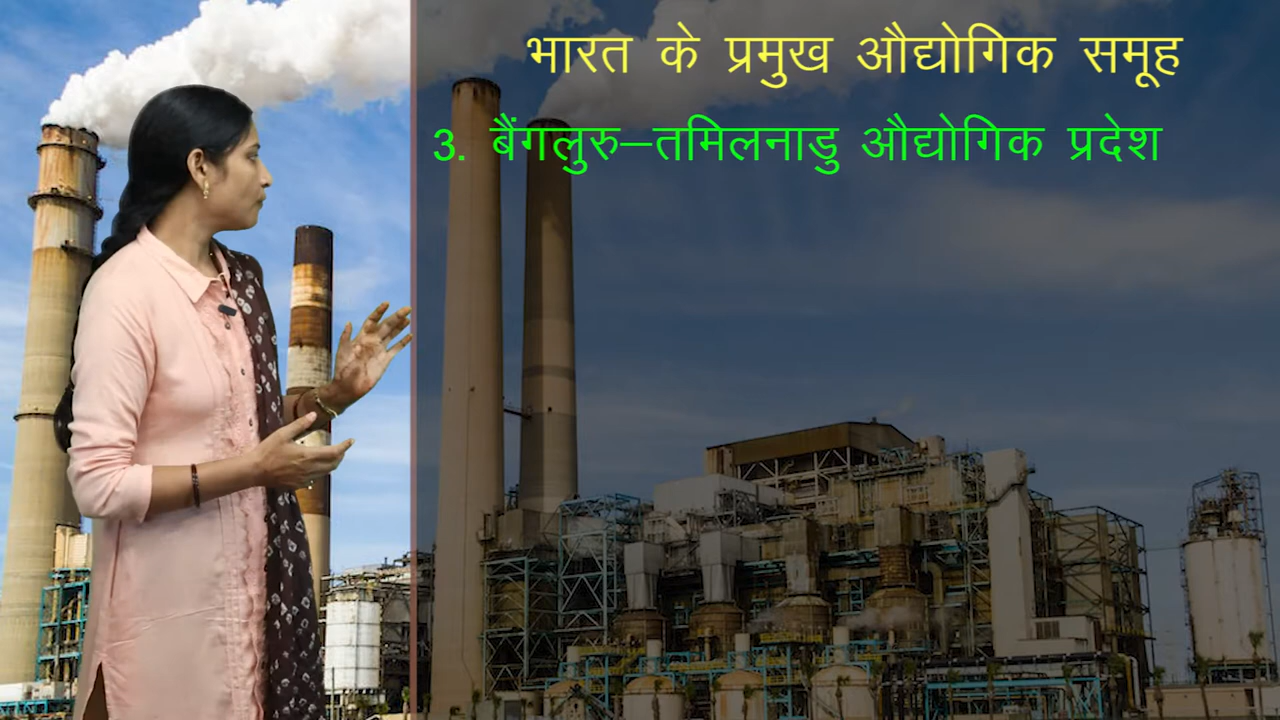 भारत के प्रमुख औद्योगिक समूह
3. बैंगलुरु–तमिलनाडु औद्योगिक प्रदेश